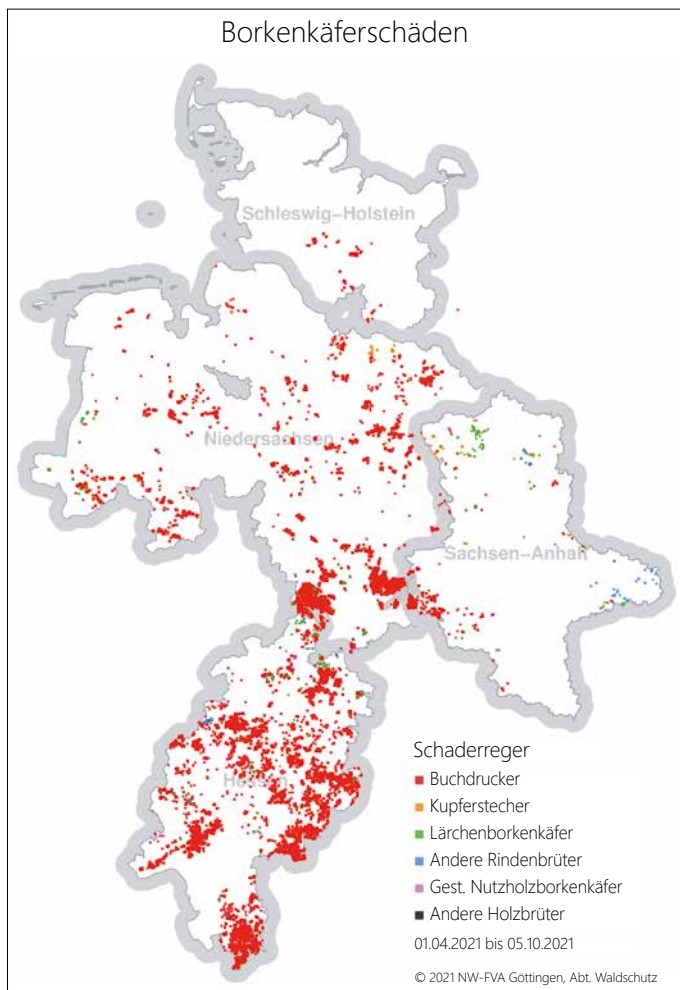 Borkenkäferschäden
Schleswig-Holstein
Niedersachsen
Sachsen-Anhalt
Hessen
Schaderreger
Buchdrucker
Kupferstecher
Lärchenborkenkäfer
Andere Rindenbrüter
Gest. Nutzholzborkenkäfer
Andere Holzbrüter
01.04.2021 bis 05.10.2021
© 2021 NW-FVA Göttingen, Abt. Waldschutz